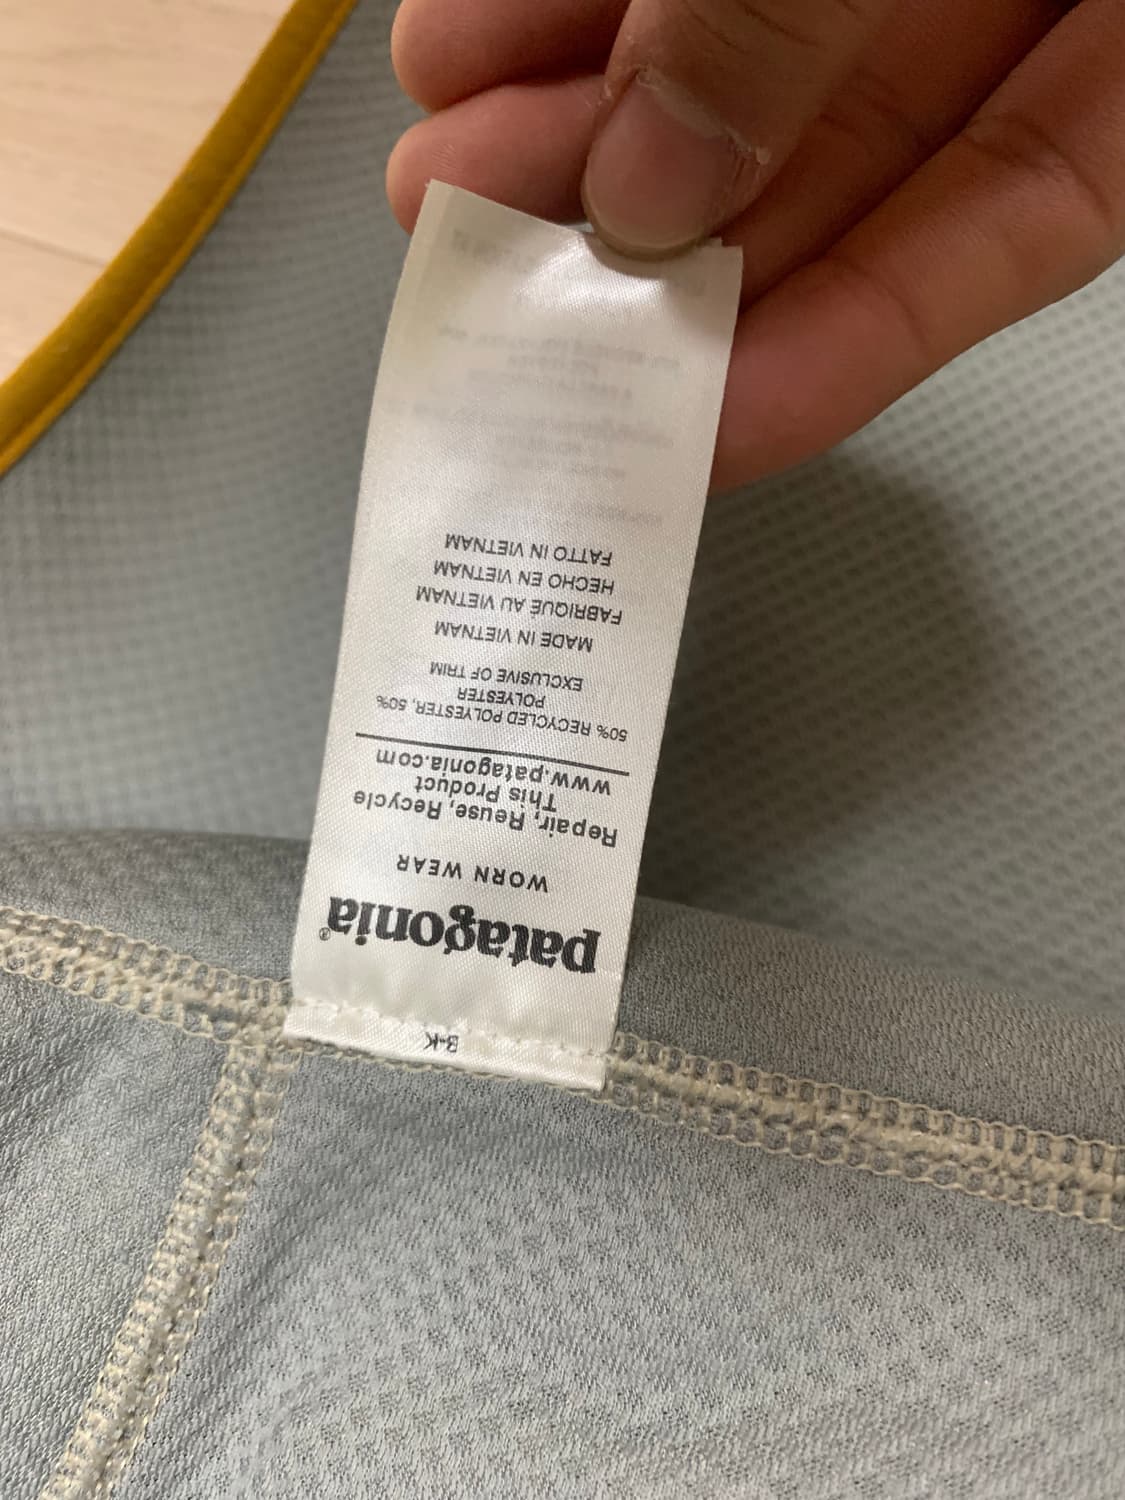 B-K
patagonia®
WORN WEAR
Repair, Reuse, Recycle
This Product
www.patagonia.com
50% RECYCLED POLYESTER, 50%
POLYESTER
EXCLUSIVE OF TRIM
MADE IN VIETNAM
FABRIQUÉ AU VIETNAM
HECHO EN VIETNAM
FATTO IN VIETNAM